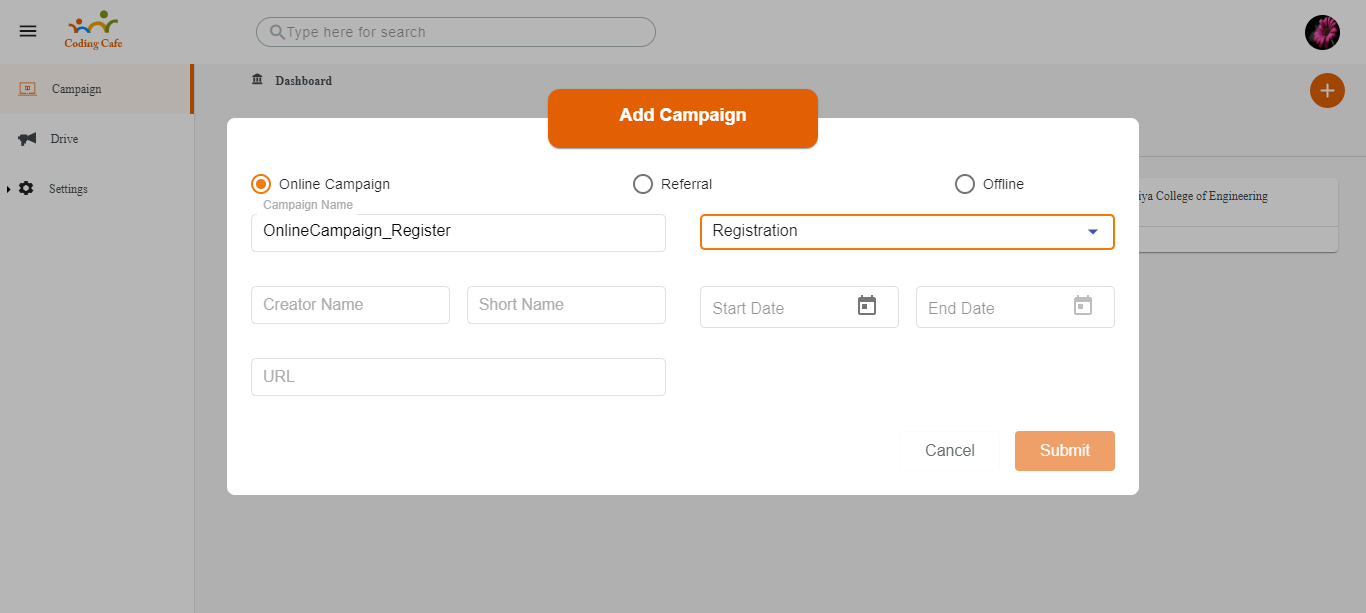 Coding Cafe
Type here for search
Campaign
Drive
Settings
Dashboard
Add Campaign
Online Campaign
Referral
Offline
Campaign Name
OnlineCampaign_Register
Registration
Creator Name
Short Name
Start Date
End Date
URL
Cancel
Submit
College of Engineering